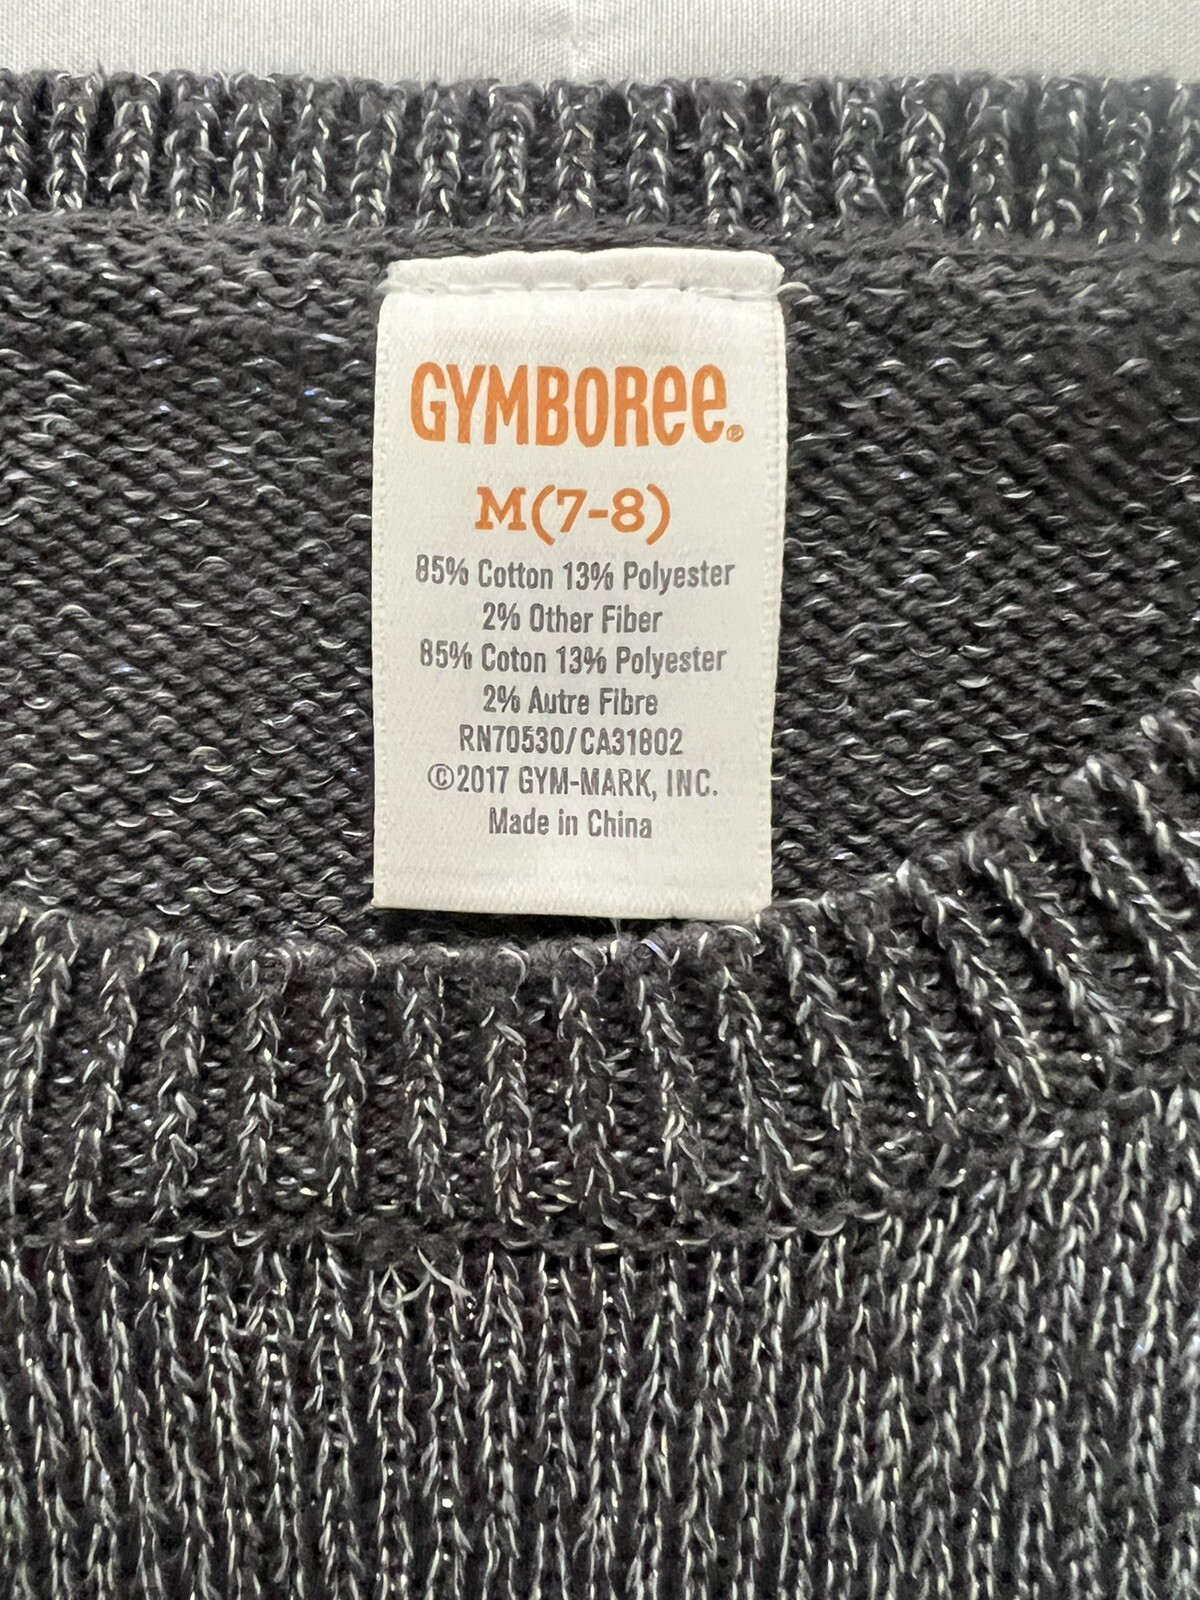 GYMBOREE®
M(7-8)
85% Cotton 13% Polyester
2% Other Fiber
85% Coton 13% Polyester
2% Autre Fibre
RN70530/CA31802
©2017 GYM-MARK, INC.
Made in China